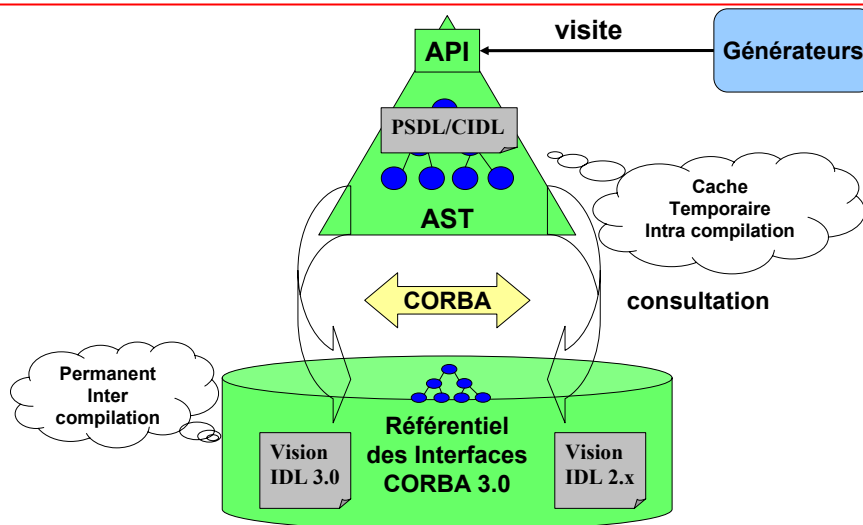 visite
API
Générateurs
PSDL/CIDL
AST
Cache
Temporaire
Intra compilation
CORBA
consultation
Permanent
Inter
compilation
Référentiel
des Interfaces
CORBA 3.0
Vision
IDL 3.0
Vision
IDL 2.x